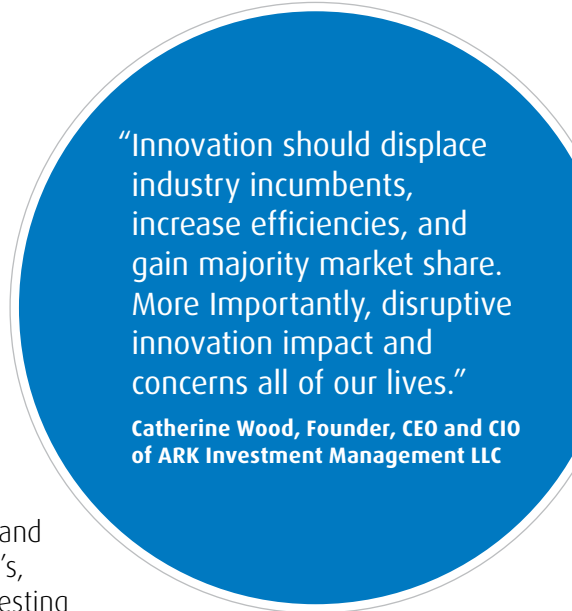 “Innovation should displace
industry incumbents,
increase efficiencies, and
gain majority market share.
More Importantly, disruptive
innovation impact and
concerns all of our lives.”
Catherine Wood, Founder, CEO and CIO
of ARK Investment Management LLC
and
’s,
esting